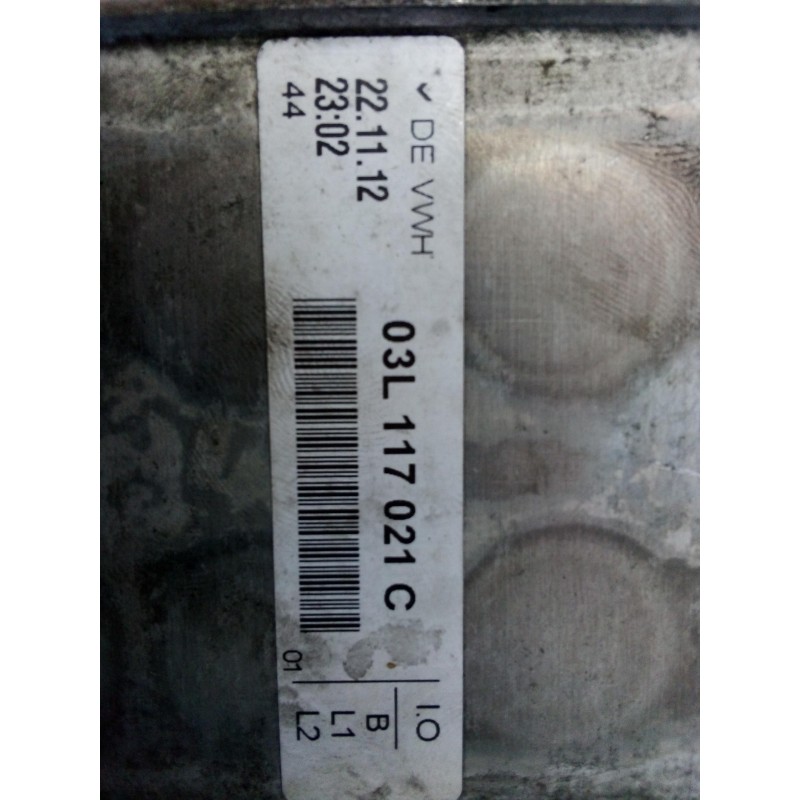 ✓ DE VWH
22.11.12
23:02
44
03L 117 021 C
01
I.O
B
L1
L2